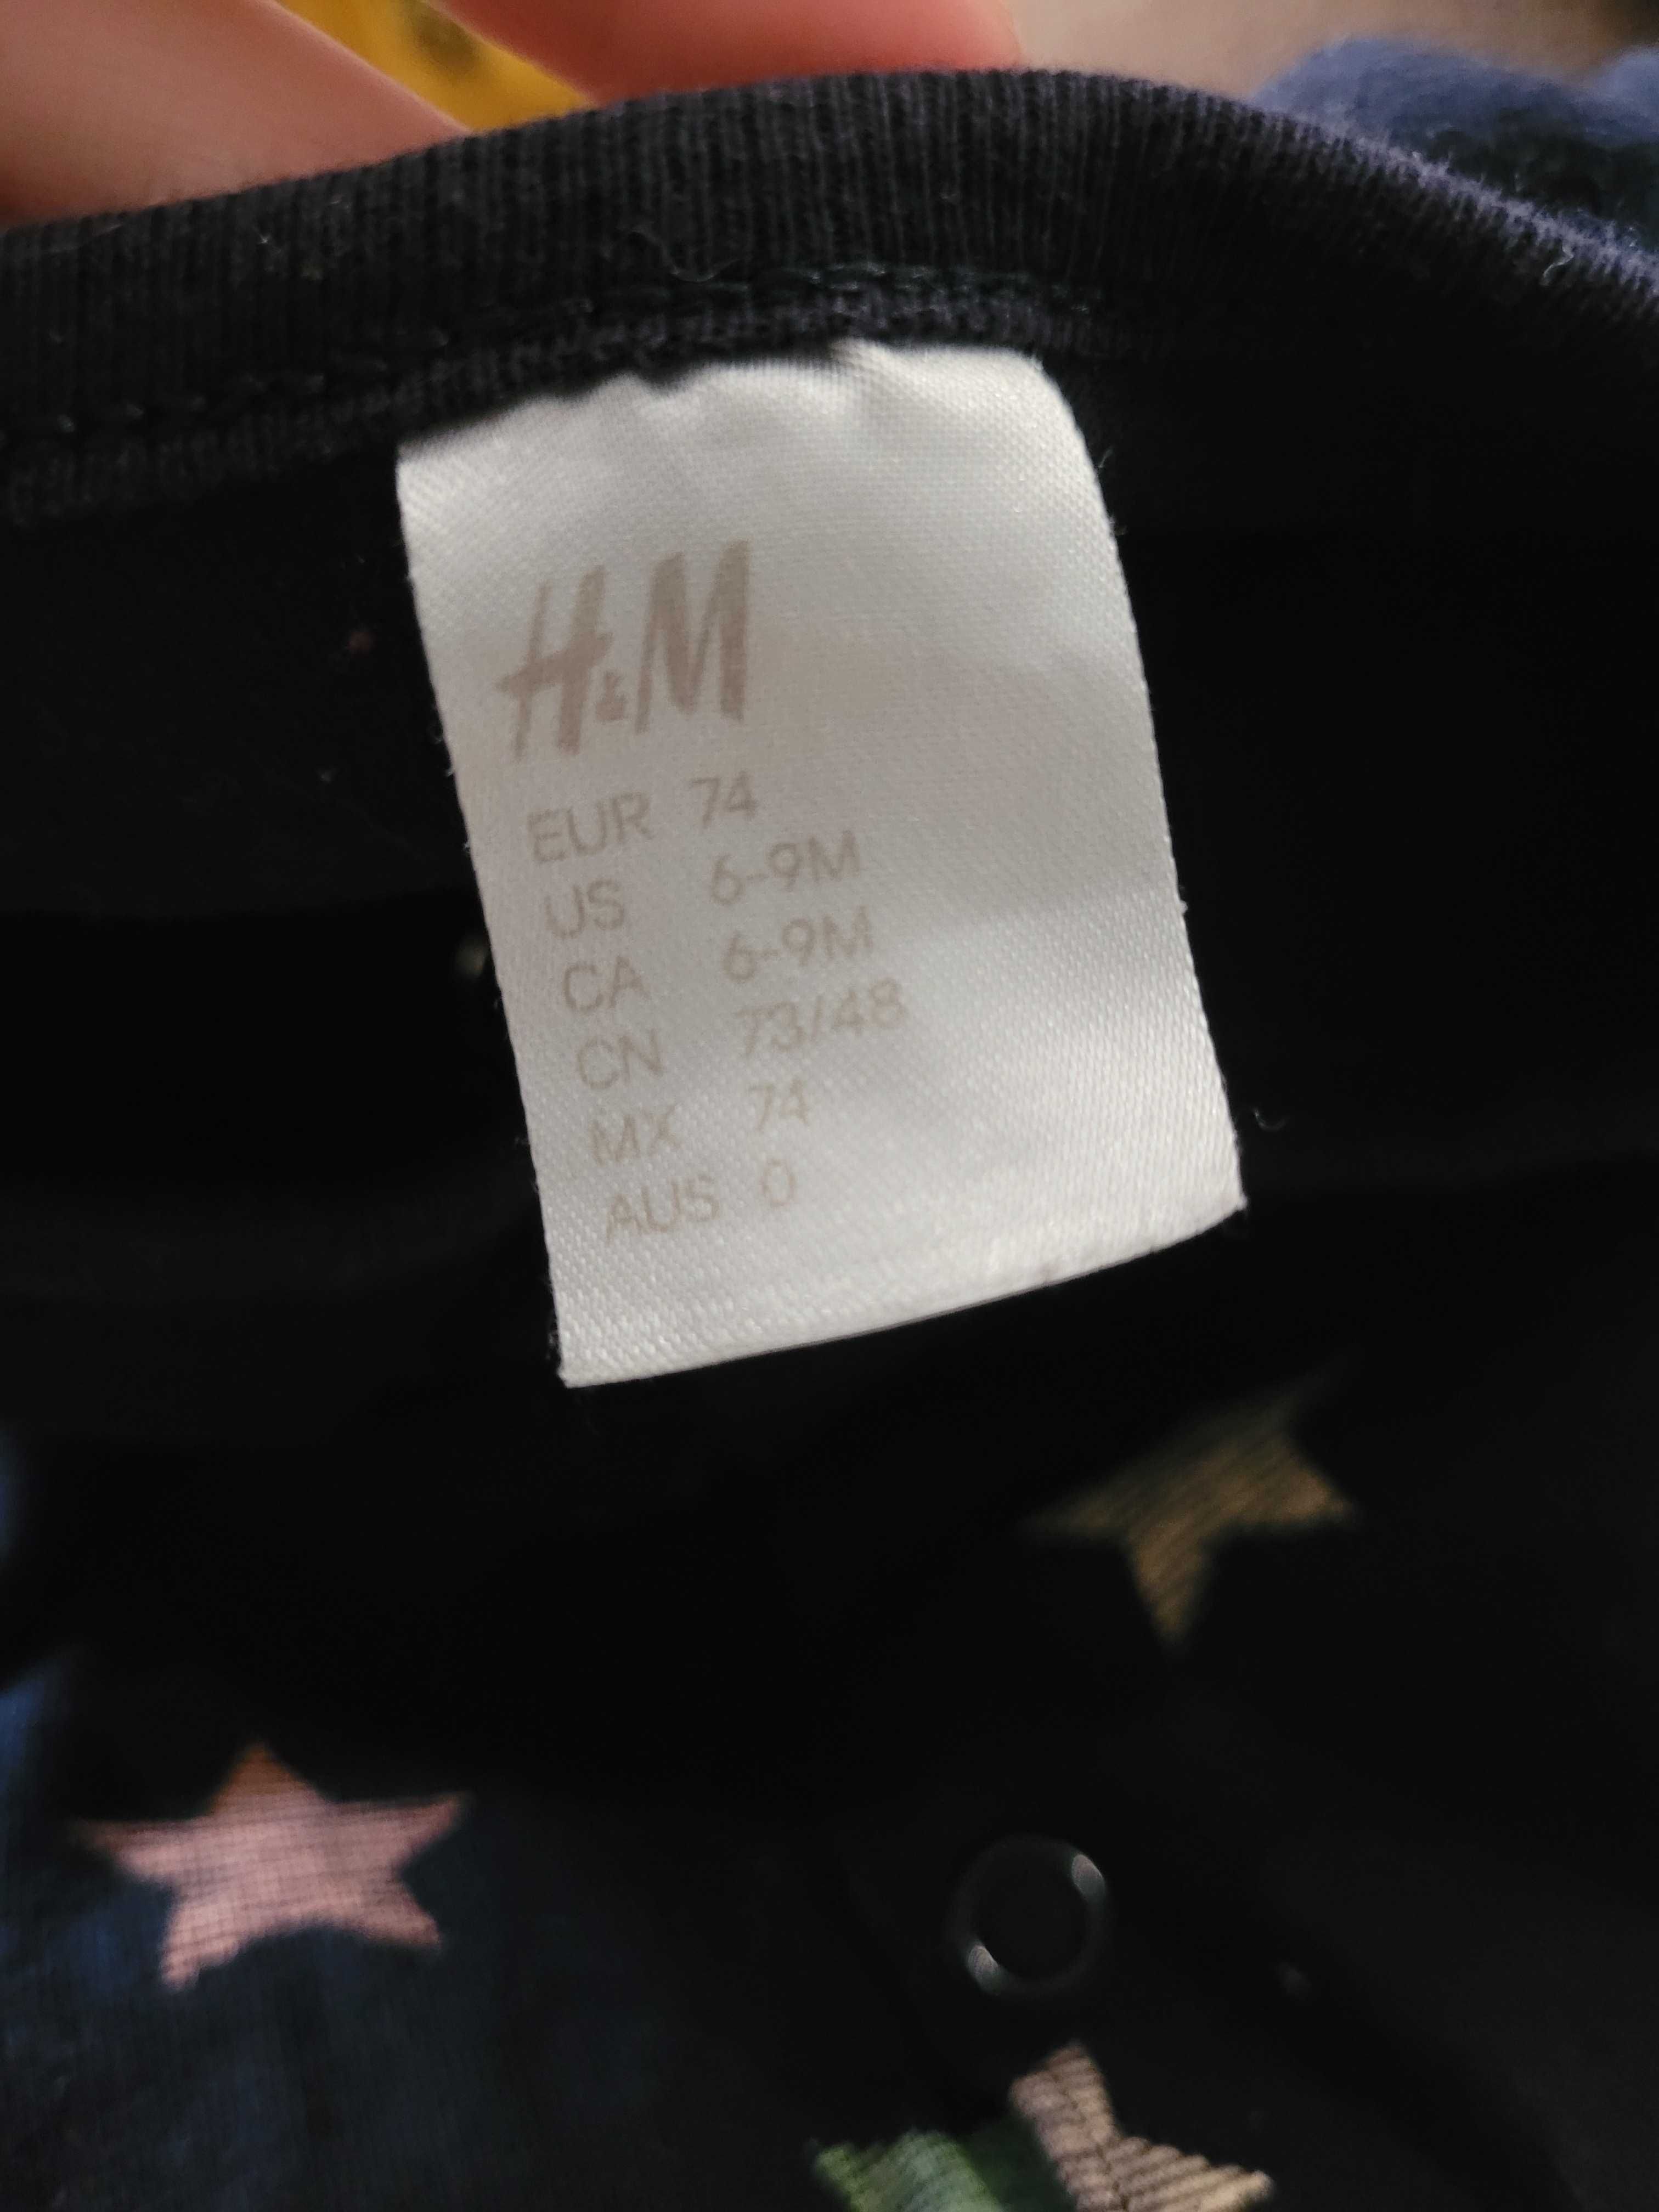 H&M
EUR 74
US 6-9M
CA 6-9M
CN 73/48
MX 74
AUS 0